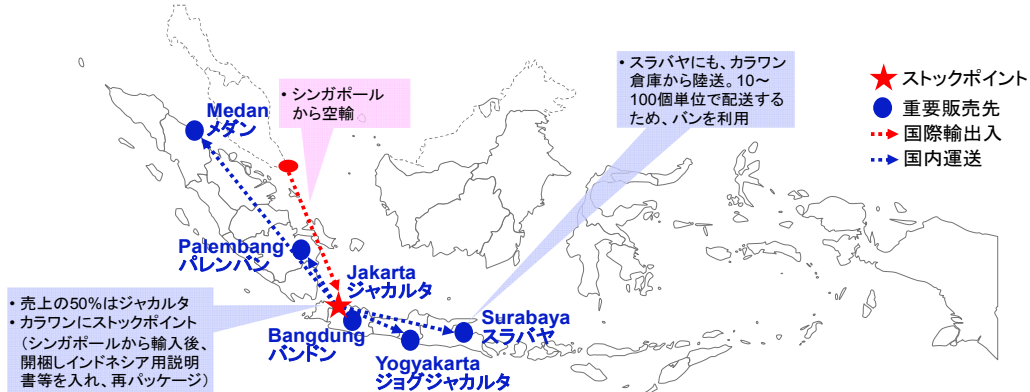 • シンガポール
から空輸
• スラバヤにも、カラワン
倉庫から陸送。10～
100個単位で配送する
ため、バンを利用
ストックポイント
重要販売先
国際輸出入
国内運送
Medan
メダン
Palembang
パレンバン
Jakarta
ジャカルタ
• 売上の50%はジャカルタ
• カラワンにストックポイント
（シンガポールから輸入後、
開梱しインドネシア用説明
書等を入れ、再パッケージ）
Bangdung
バンドン
Yogyakarta
ジョグジャカルタ
Surabaya
スラバヤ